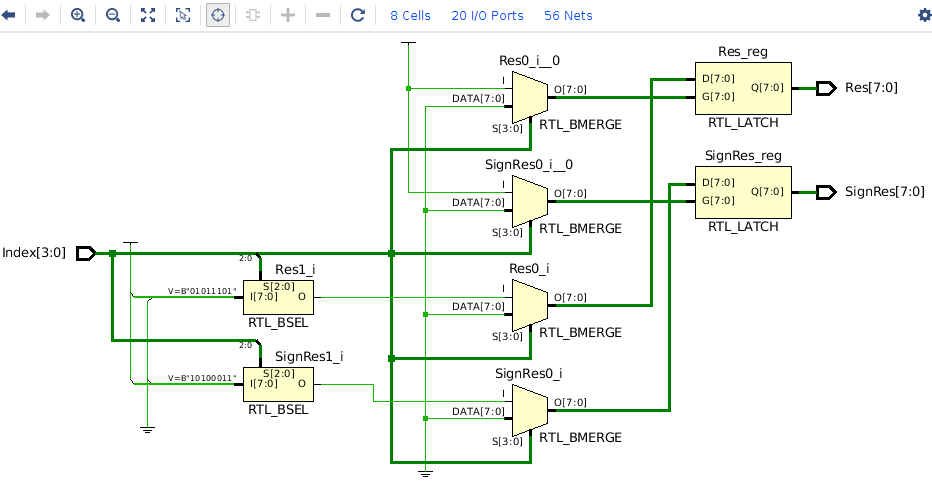 8 Cells 20 I/O Ports 56 Nets
Res0_i__0
I
DATA[7:0]
S[3:0]
O[7:0]
RTL_BMERGE
Res_reg
D[7:0]
G[7:0]
Q[7:0]
RTL_LATCH
Res[7:0]
SignRes0_i__0
I
DATA[7:0]
S[3:0]
O[7:0]
RTL_BMERGE
SignRes_reg
D[7:0]
G[7:0]
Q[7:0]
RTL_LATCH
SignRes[7:0]
Index[3:0]
2:0
Res1_i
V=B"01011101"
S[2:0]
I[7:0]
O
RTL_BSEL
Res0_i
I
DATA[7:0]
S[3:0]
O[7:0]
RTL_BMERGE
2:0
SignRes1_i
V=B"10100011"
S[2:0]
I[7:0]
O
RTL_BSEL
SignRes0_i
I
DATA[7:0]
S[3:0]
O[7:0]
RTL_BMERGE